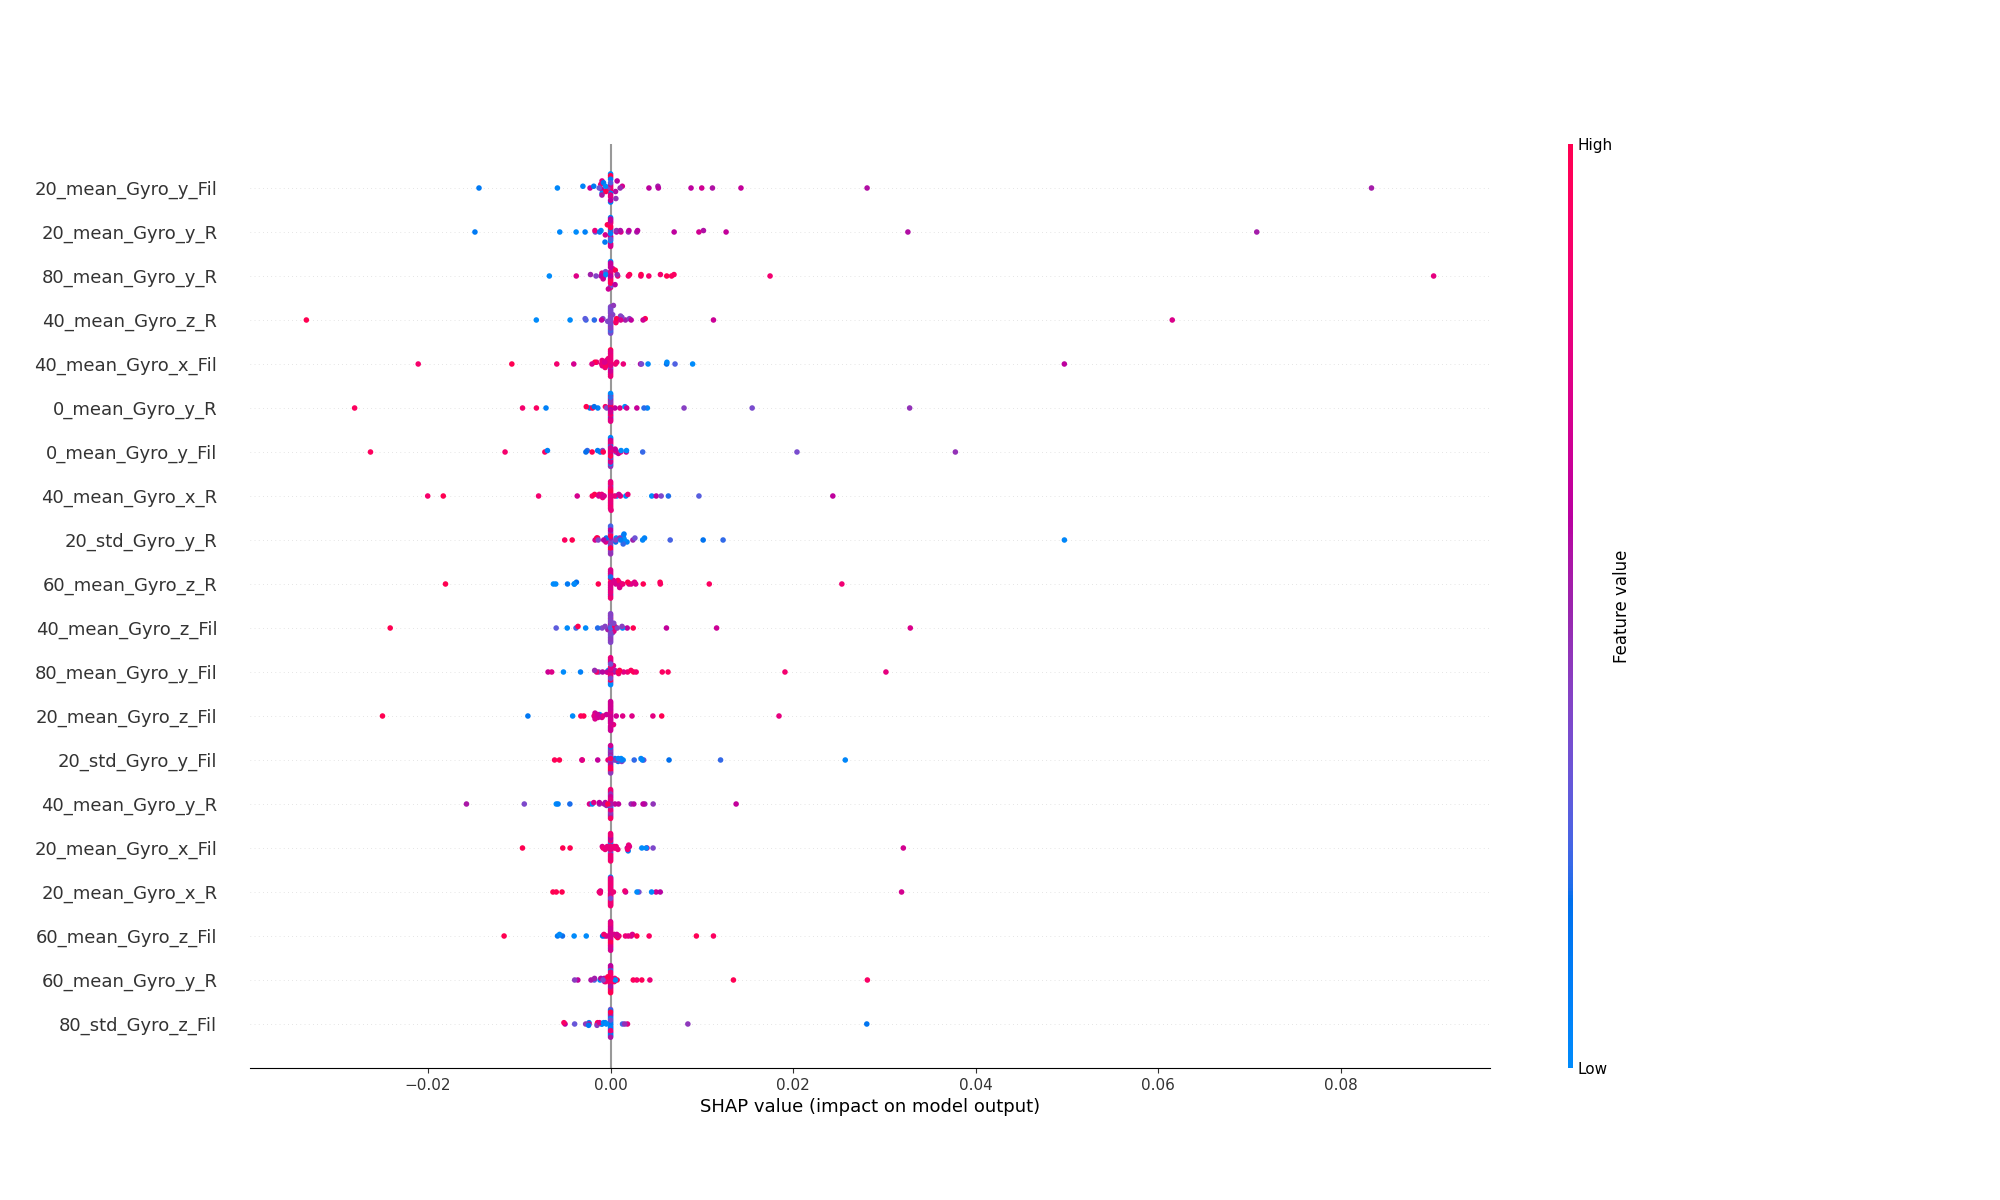 High
20_mean_Gyro_y_Fil
20_mean_Gyro_y_R
80_mean_Gyro_y_R
40_mean_Gyro_z_R
40_mean_Gyro_x_Fil
0_mean_Gyro_y_R
0_mean_Gyro_y_Fil
40_mean_Gyro_x_R
20_std_Gyro_y_R
60_mean_Gyro_z_R
40_mean_Gyro_z_Fil
80_mean_Gyro_y_Fil
20_mean_Gyro_z_Fil
20_std_Gyro_y_Fil
40_mean_Gyro_y_R
20_mean_Gyro_x_Fil
20_mean_Gyro_x_R
60_mean_Gyro_z_Fil
60_mean_Gyro_y_R
80_std_Gyro_z_Fil
Feature value
Low
−0.02 0.00 0.02 0.04 0.06 0.08
SHAP value (impact on model output)